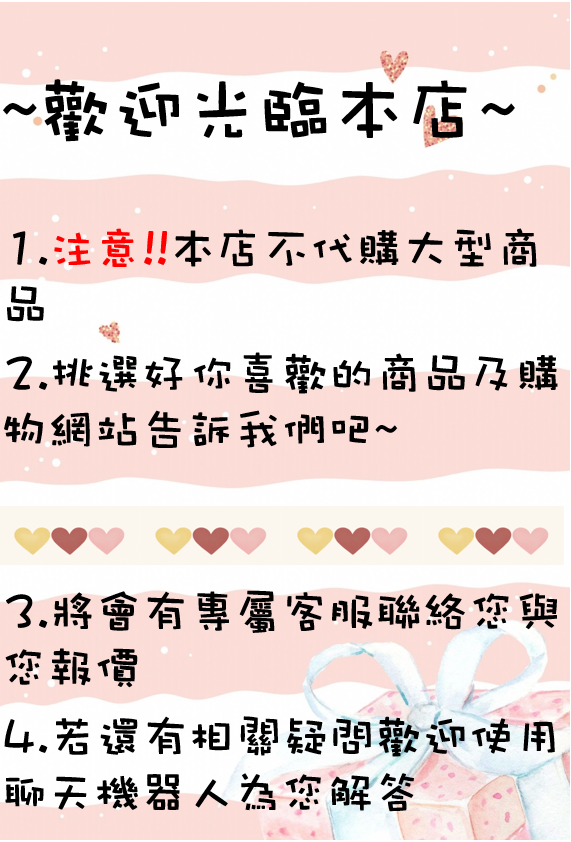 ~歡迎光臨本店~
1.注意!!本店不代購大型商
品
2.挑選好你喜歡的商品及購
物網站告訴我們吧~
3.將會有專屬客服聯絡您與
您報價
4.若還有相關疑問歡迎使用
聊天機器人為您解答